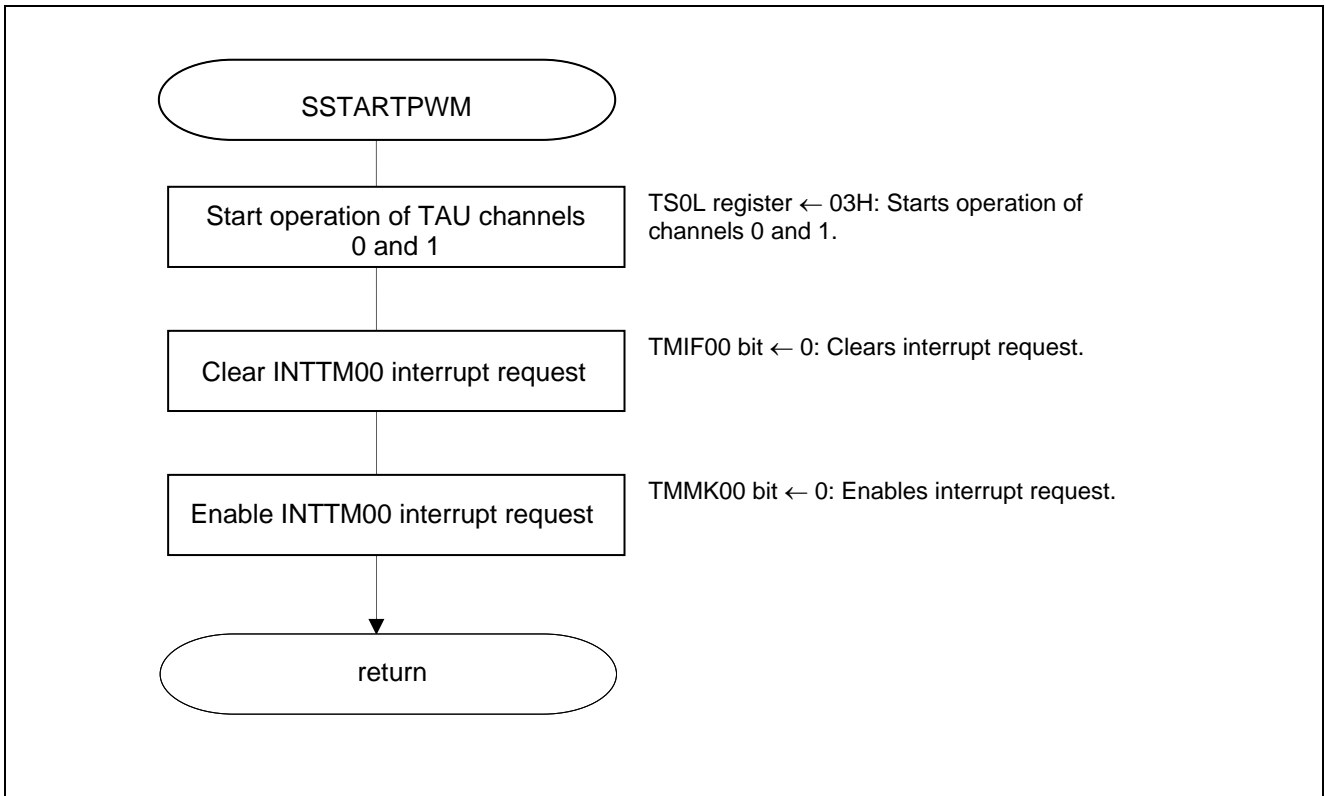 SSTARTPWM
Start operation of TAU channels
0 and 1
TS0L register ← 03H: Starts operation of
channels 0 and 1.
Clear INTTM00 interrupt request
TMIF00 bit ← 0: Clears interrupt request.
Enable INTTM00 interrupt request
TMMK00 bit ← 0: Enables interrupt request.
return